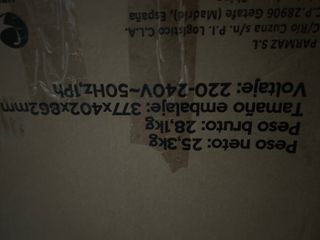 PARMAZ S.L.
C/Río Cuzna s/n, P.I. Logístico C.L.A.
C.P. 28906 Getafe (Madrid), España
Voltaje: 220-240V~50Hz,1Ph
Tamaño embalaje: 377x402x862mm
Peso bruto: 28,1kg
Peso neto: 25,3kg